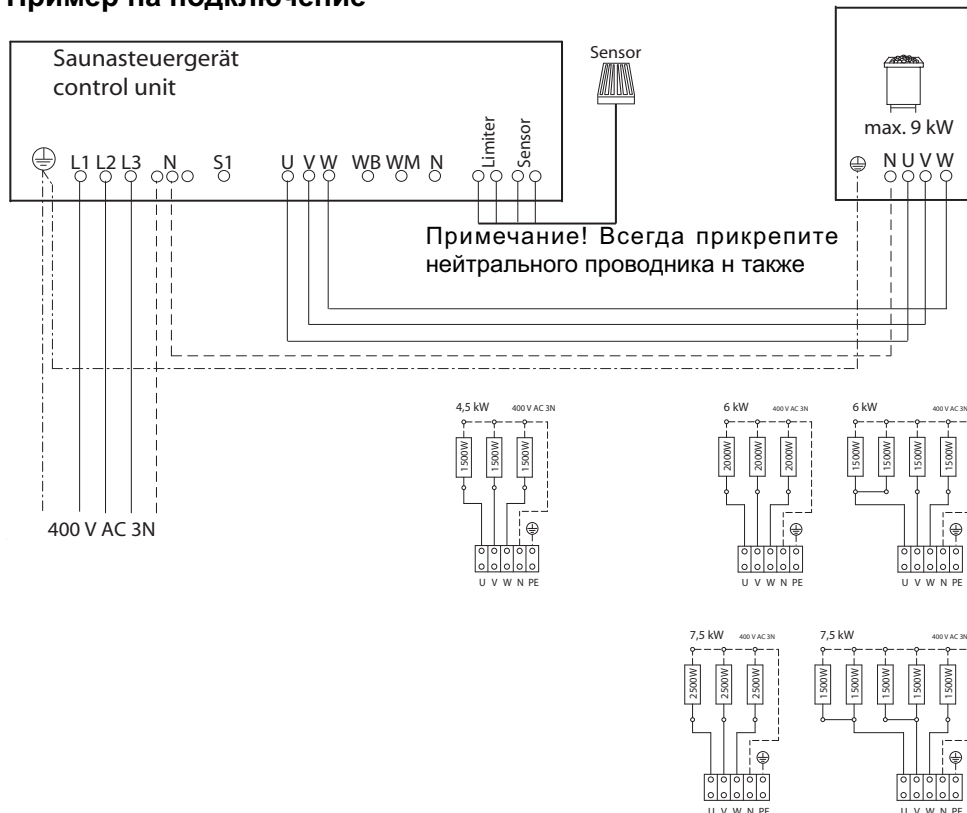 Пример на подключение
Saunasteuergerät
control unit
Sensor
max. 9 kW
L1 L2 L3 N S1 U V W WB WM N Limiter Sensor
N U V W
Примечание! Всегда прикрепите
нейтрального проводника н также
400 V AC 3N
4,5 kW 400 V AC 3N
1500W 1500W 1500W
U V W N PE
6 kW 400 V AC 3N
2000W 2000W 2000W
U V W N PE
6 kW 400 V AC 3N
1500W 1500W 1500W 1500W
U V W N PE
7,5 kW 400 V AC 3N
2500W 2500W 2500W
U V W N PE
7,5 kW 400 V AC 3N
1500W 1500W 1500W 1500W 1500W
U V W N PE